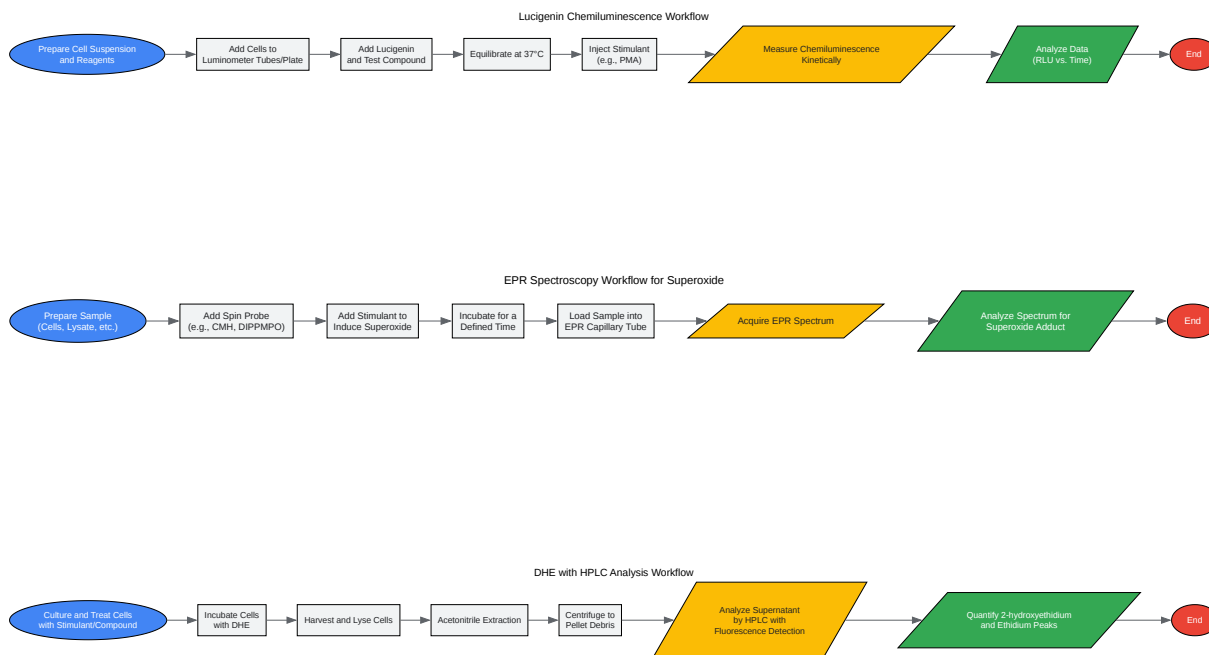 Lucigenin Chemiluminescence Workflow
Prepare Cell Suspension
and Reagents
Add Cells to
Luminometer Tubes/Plate
Add Lucigenin
and Test Compound
Equilibrate at 37°C
Inject Stimulant
(e.g., PMA)
Measure Chemiluminescence
Kinetically
Analyze Data
(RLU vs. Time)
End
EPR Spectroscopy Workflow for Superoxide
Prepare Sample
(Cells, Lysate, etc.)
Add Spin Probe
(e.g., CMH, DIPPMPO)
Add Stimulant to
Induce Superoxide
Incubate for a
Defined Time
Load Sample into
EPR Capillary Tube
Acquire EPR Spectrum
Analyze Spectrum for
Superoxide Adduct
End
DHE with HPLC Analysis Workflow
Culture and Treat Cells
with Stimulant/Compound
Incubate Cells
with DHE
Harvest and Lyse Cells
Acetonitrile Extraction
Centrifuge to
Pellet Debris
Analyze Supernatant
by HPLC with
Fluorescence Detection
Quantify 2-hydroxyethidium
and Ethidium Peaks
End